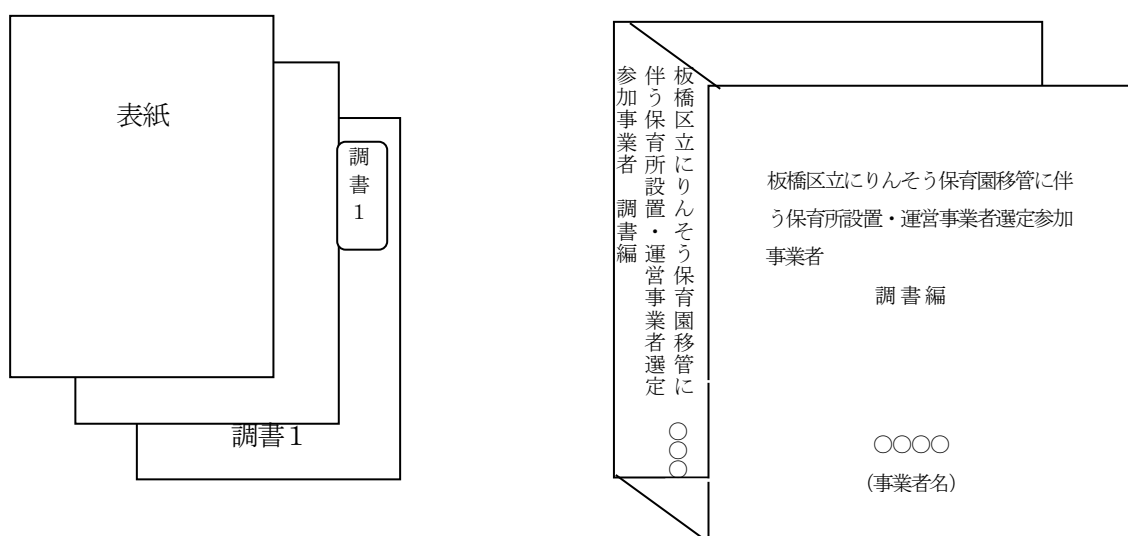 表紙
調書１
調書１
板橋区立にりんそう保育園移管に
伴う保育所設置・運営事業者選定
参加事業者　調書編
○○○
板橋区立にりんそう保育園移管に伴
う保育所設置・運営事業者選定参加
事業者
調書編
○○○○
（事業者名）